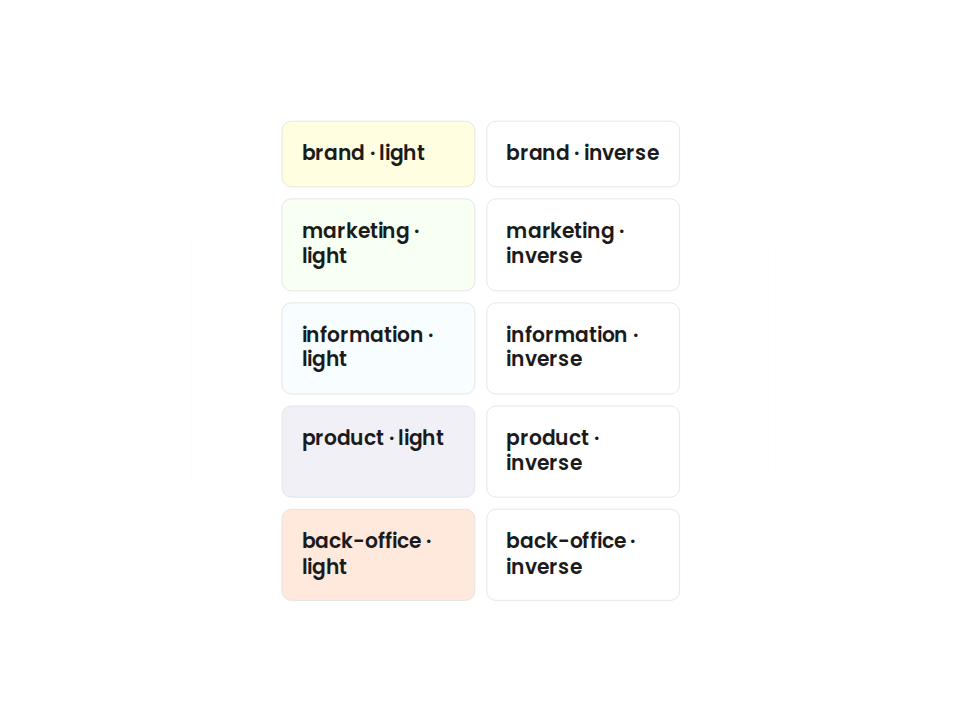 brand · light
brand · inverse
marketing ·
light
marketing ·
inverse
information ·
light
information ·
inverse
product · light
product ·
inverse
back-office ·
light
back-office ·
inverse